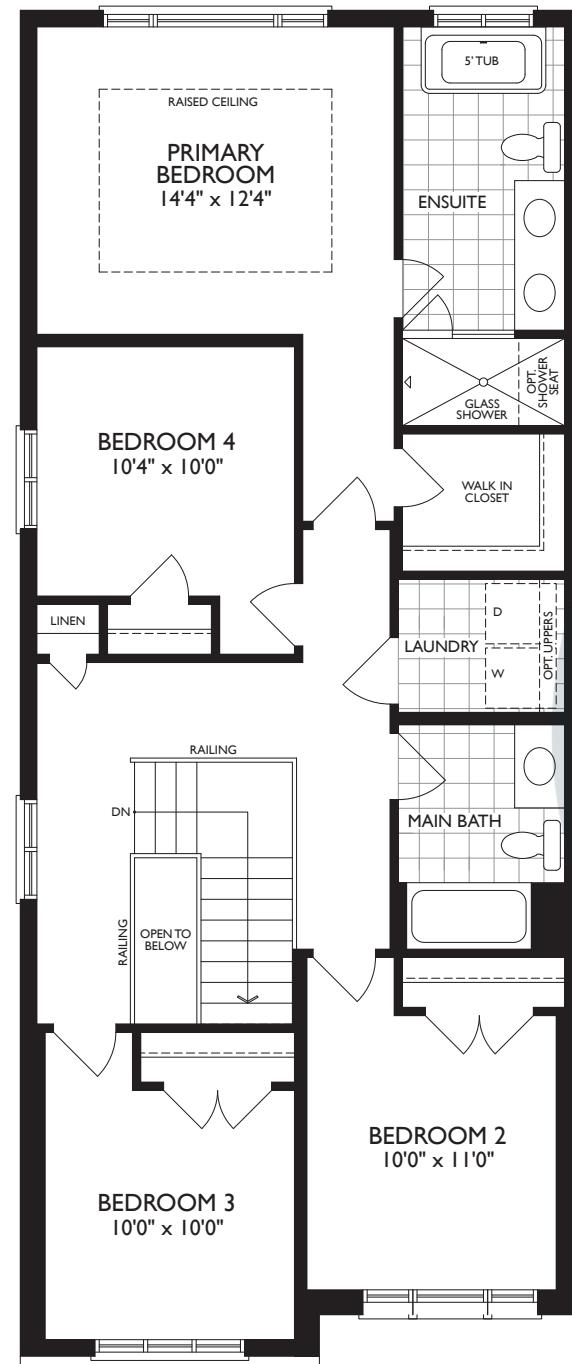 5' TUB
RAISED CEILING
PRIMARY
BEDROOM
14'4" x 12'4"
ENSUITE
OPT.
SHOWER
SEAT
GLASS
SHOWER
BEDROOM 4
10'4" x 10'0"
WALK IN
CLOSET
LINEN
D
LAUNDRY
OPT. UPPERS
W
RAILING
DN
MAIN BATH
RAILING
OPEN TO
BELOW
BEDROOM 2
10'0" x 11'0"
BEDROOM 3
10'0" x 10'0"